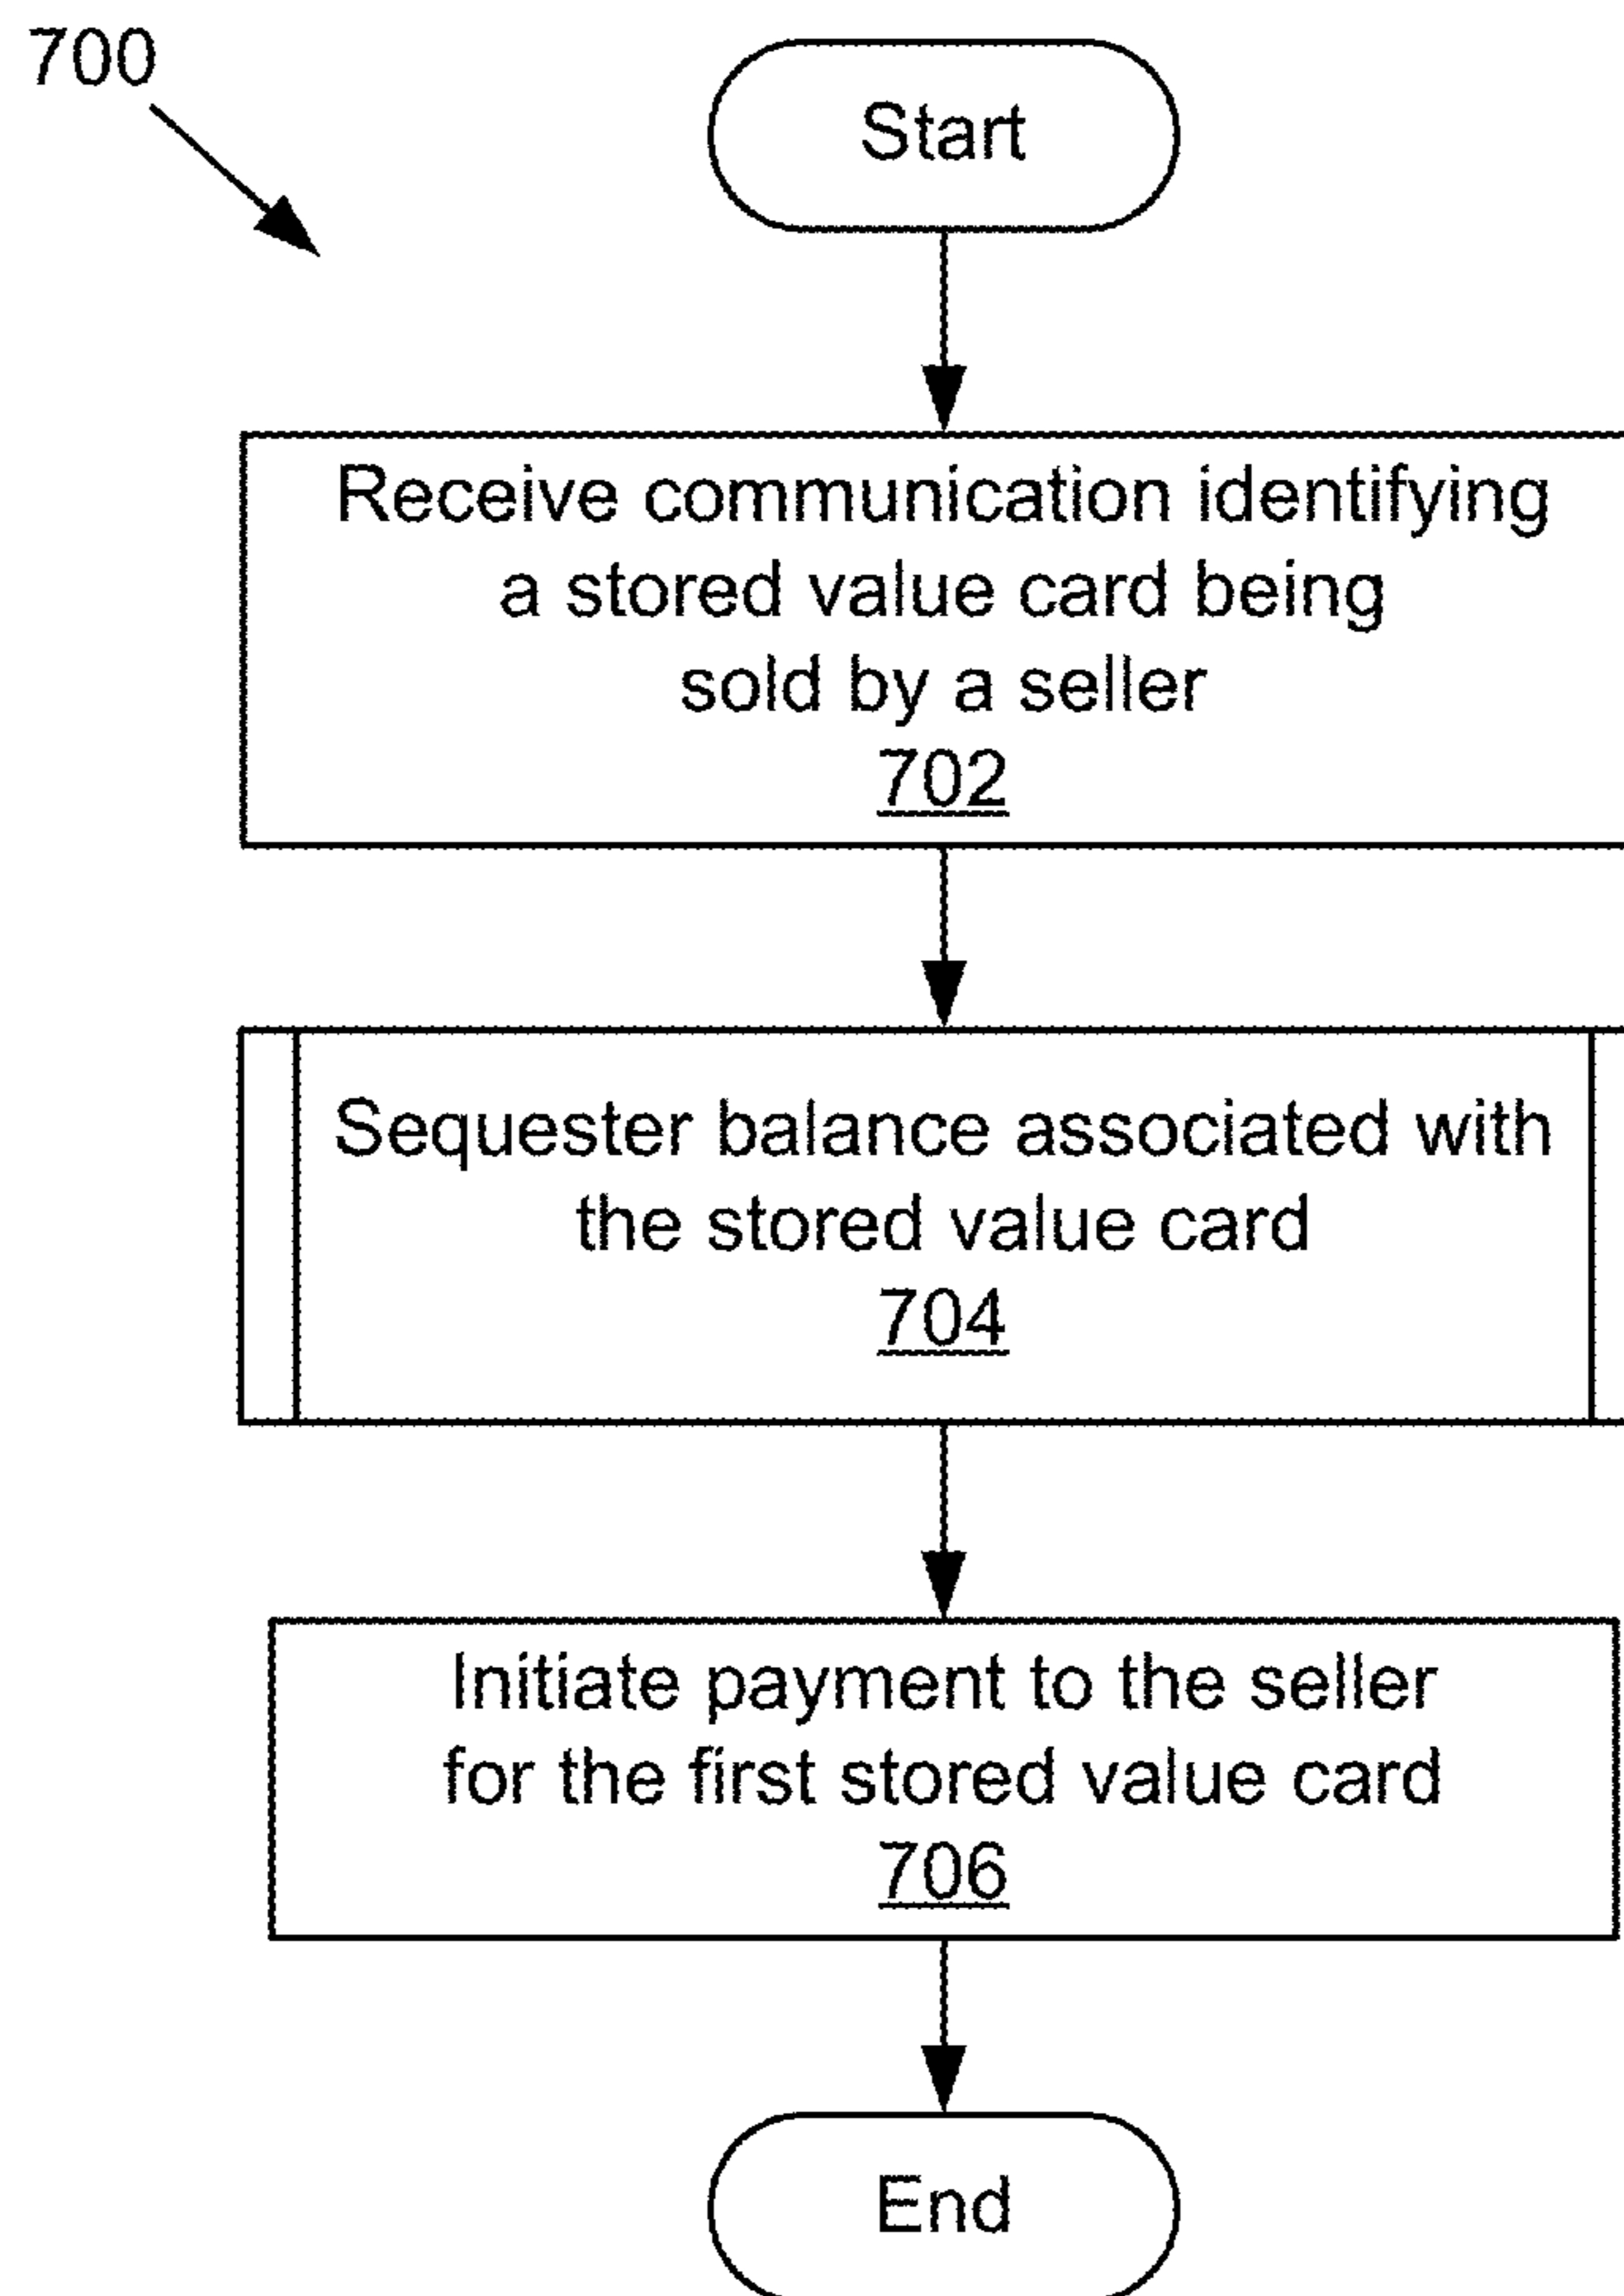 700
Start
Receive communication identifying
a stored value card being
sold by a seller
702
Sequester balance associated with
the stored value card
704
Initiate payment to the seller
for the first stored value card
706
End